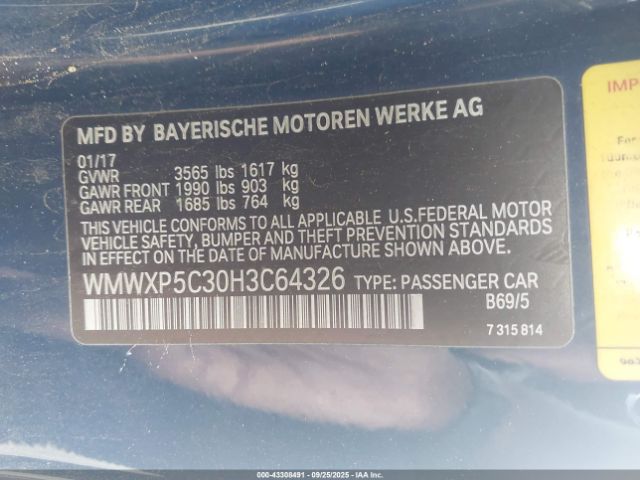 MFD BY BAYERISCHE MOTOREN WERKE AG
01/17
GVWR 3565 lbs 1617 kg
GAWR FRONT 1990 lbs 903 kg
GAWR REAR 1685 lbs 764 kg
THIS VEHICLE CONFORMS TO ALL APPLICABLE U.S.FEDERAL MOTOR
VEHICLE SAFETY, BUMPER AND THEFT PREVENTION STANDARDS
IN EFFECT ON THE DATE OF MANUFACTURE SHOWN ABOVE.
WMWXP5C30H3C64326 TYPE: PASSENGER CAR
B69/5
7 315 814
For
000-43308491 - 09/25/2025 - IAAI.COM